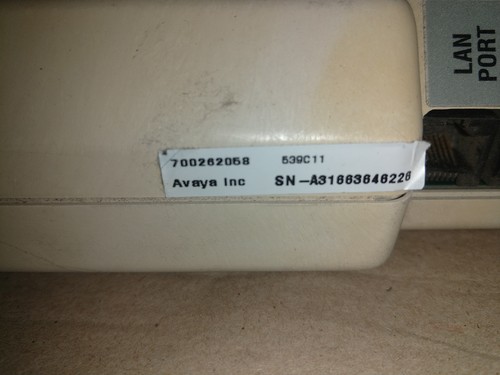 LAN
PORT
700262058 539C11
Avaya Inc SN-A31663646226